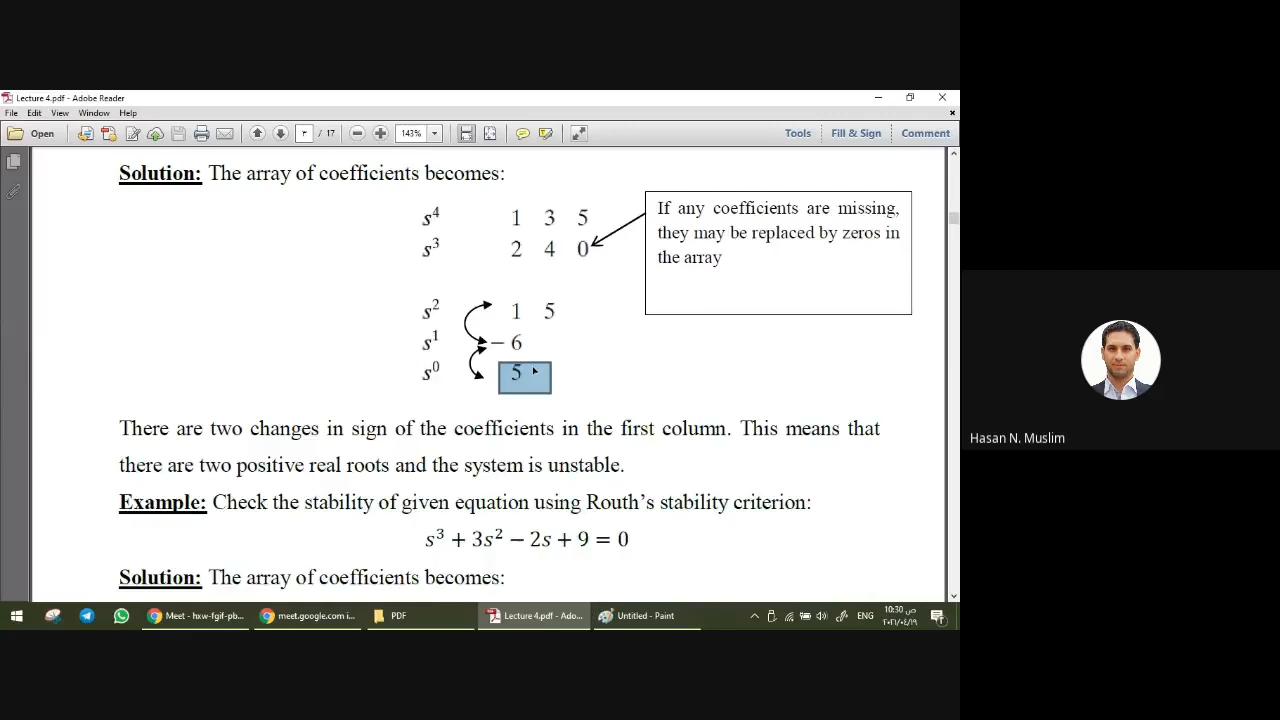 Lecture 4.pdf - Adobe Reader
File Edit View Window Help
Open ٣ / 17 143% Tools Fill & Sign Comment
Solution: The array of coefficients becomes:
s⁴ 1 3 5
s³ 2 4 0
If any coefficients are missing,
they may be replaced by zeros in
the array
s² 1 5
s¹ − 6
s⁰ 5
There are two changes in sign of the coefficients in the first column. This means that
there are two positive real roots and the system is unstable.
Example: Check the stability of given equation using Routh's stability criterion:
s³ + 3s² − 2s + 9 = 0
Solution: The array of coefficients becomes:
Hasan N. Muslim
Meet - hxw-fgif-pb... meet.google.com i... PDF Lecture 4.pdf - Ado... Untitled - Paint ENG 10:30 ص
٢٠٢١/٠٤/١٩